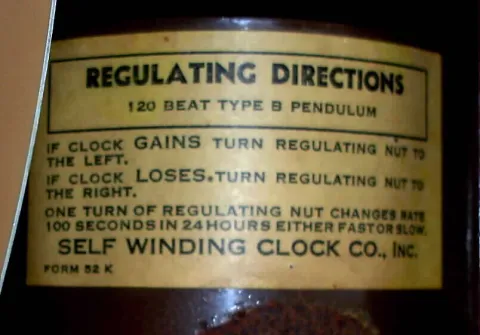 REGULATING DIRECTIONS
120 BEAT TYPE B PENDULUM
IF CLOCK GAINS TURN REGULATING NUT TO
THE LEFT.
IF CLOCK LOSES TURN REGULATING NUT TO
THE RIGHT.
ONE TURN OF REGULATING NUT CHANGES RATE
100 SECONDS IN 24 HOURS EITHER FAST OR SLOW.
SELF WINDING CLOCK CO., INC.
FORM 52 K